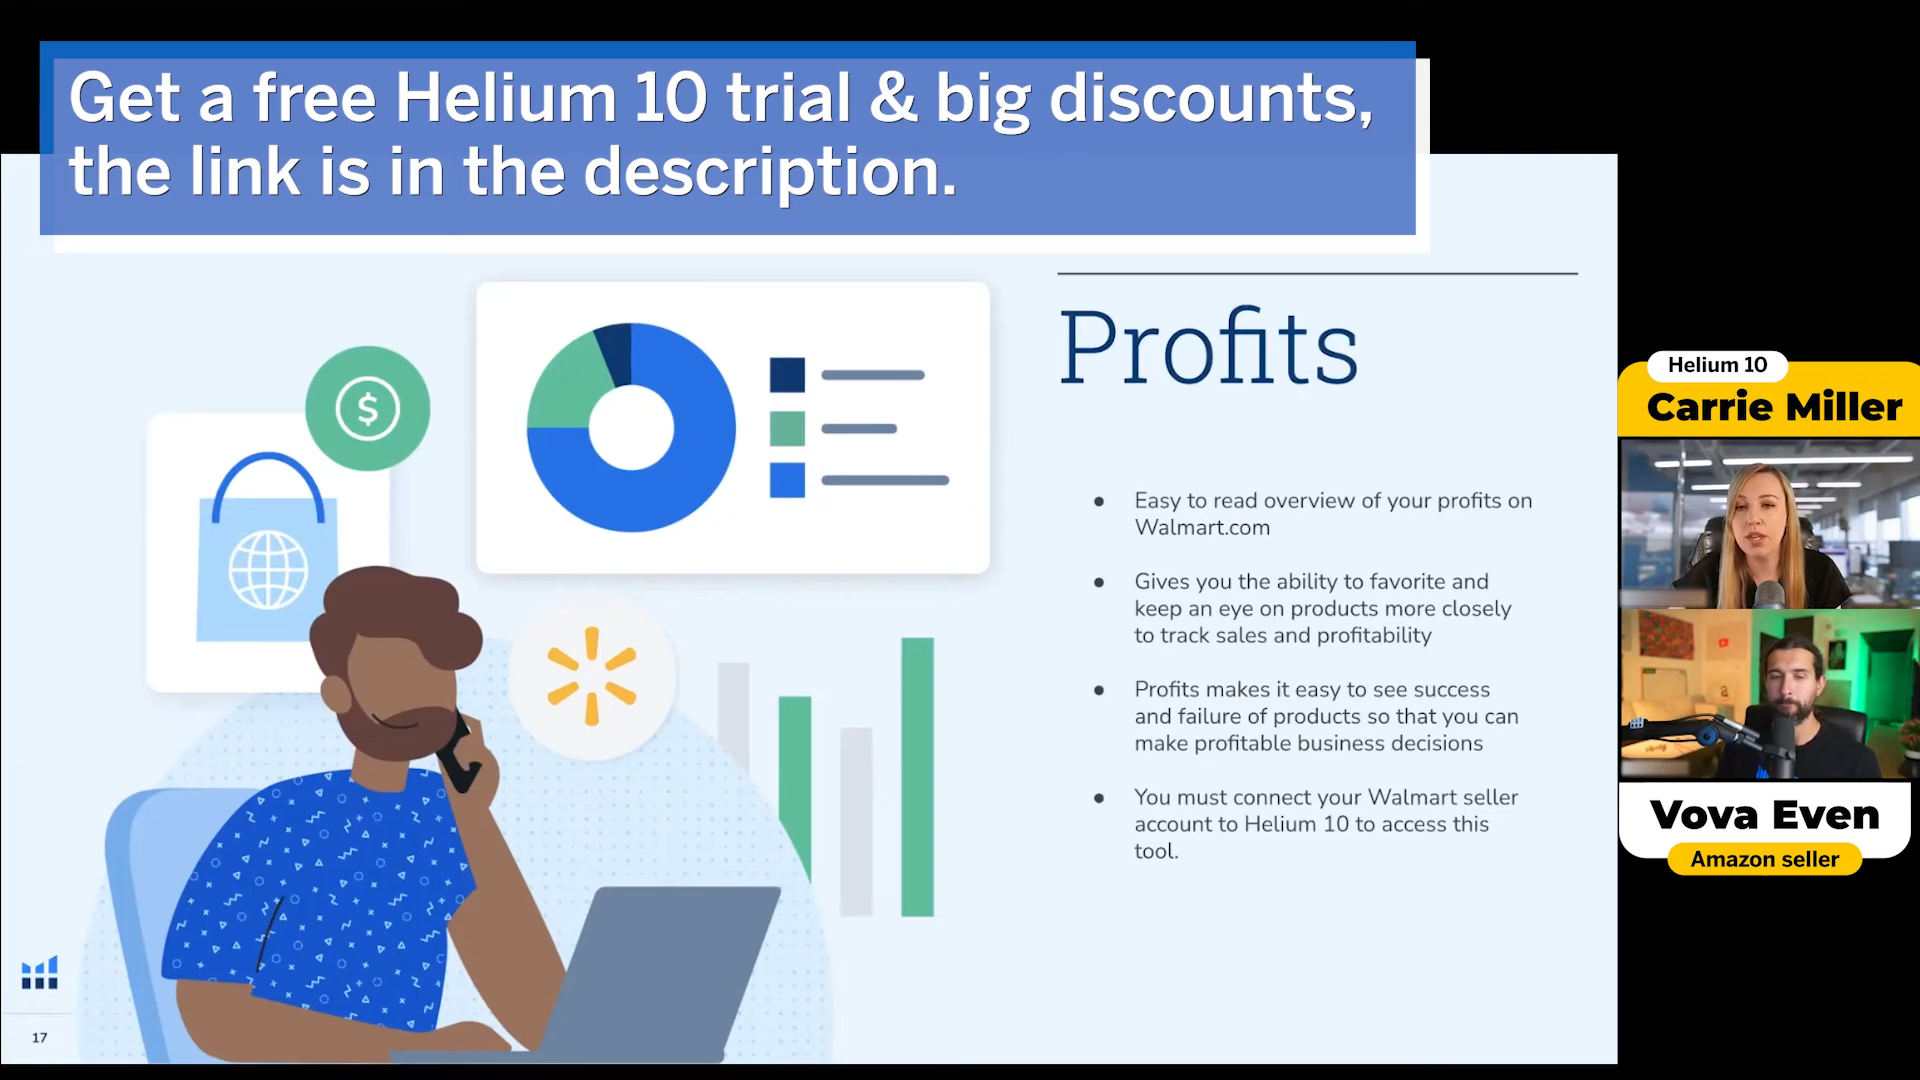 Get a free Helium 10 trial & big discounts,
the link is in the description.
Profits
Easy to read overview of your profits on
Walmart.com
Gives you the ability to favorite and
keep an eye on products more closely
to track sales and profitability
Profits makes it easy to see success
and failure of products so that you can
make profitable business decisions
You must connect your Walmart seller
account to Helium 10 to access this
tool.
17
Helium 10
Carrie Miller
Vova Even
Amazon seller